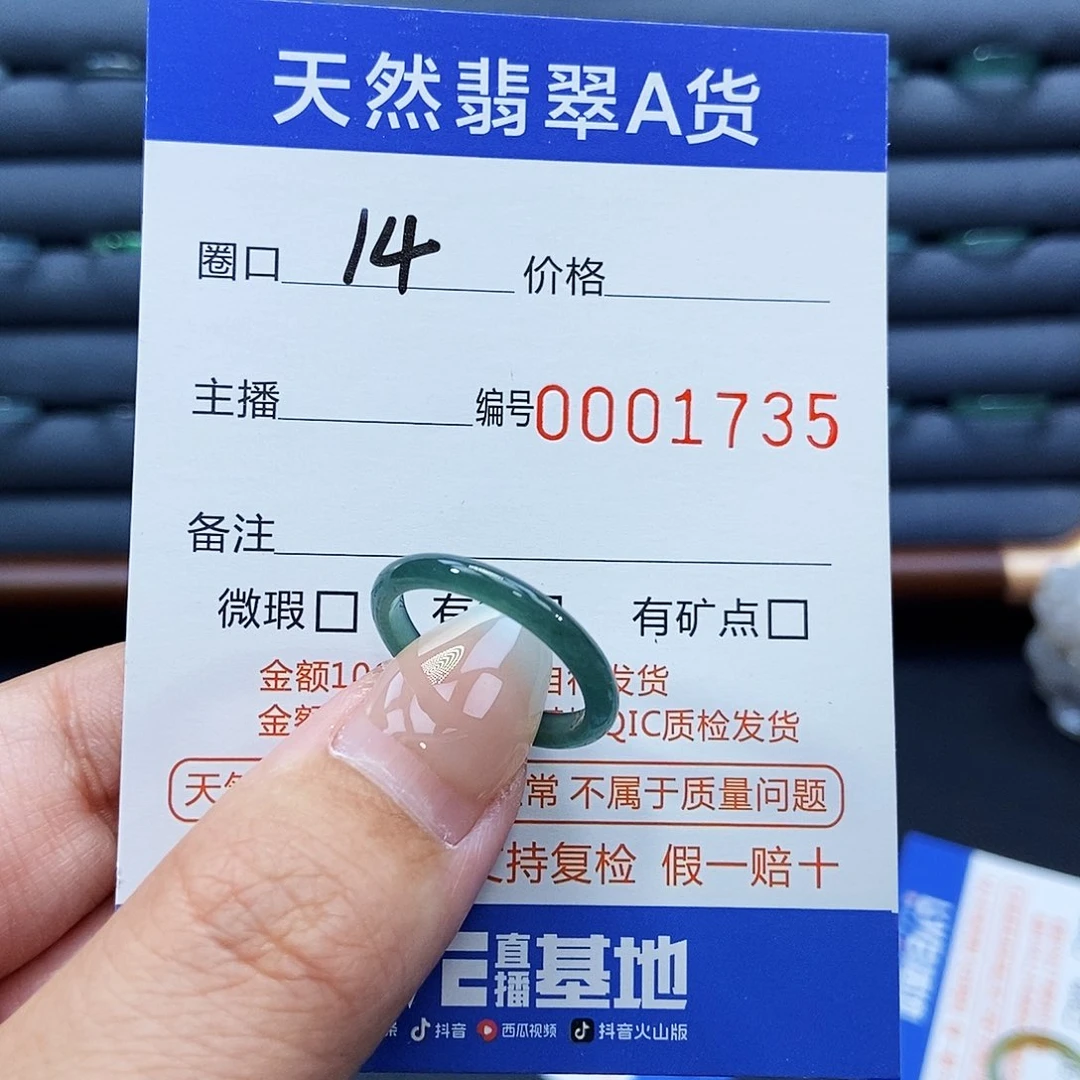 天然翡翠A货
圈口 14 价格
主播 编号0001735
备注
微瑕 有 有矿点
金额10 发货
QIC质检发货
常 不属于质量问题
持复检 假一赔十
直播基地
抖音 西瓜视频 抖音火山版